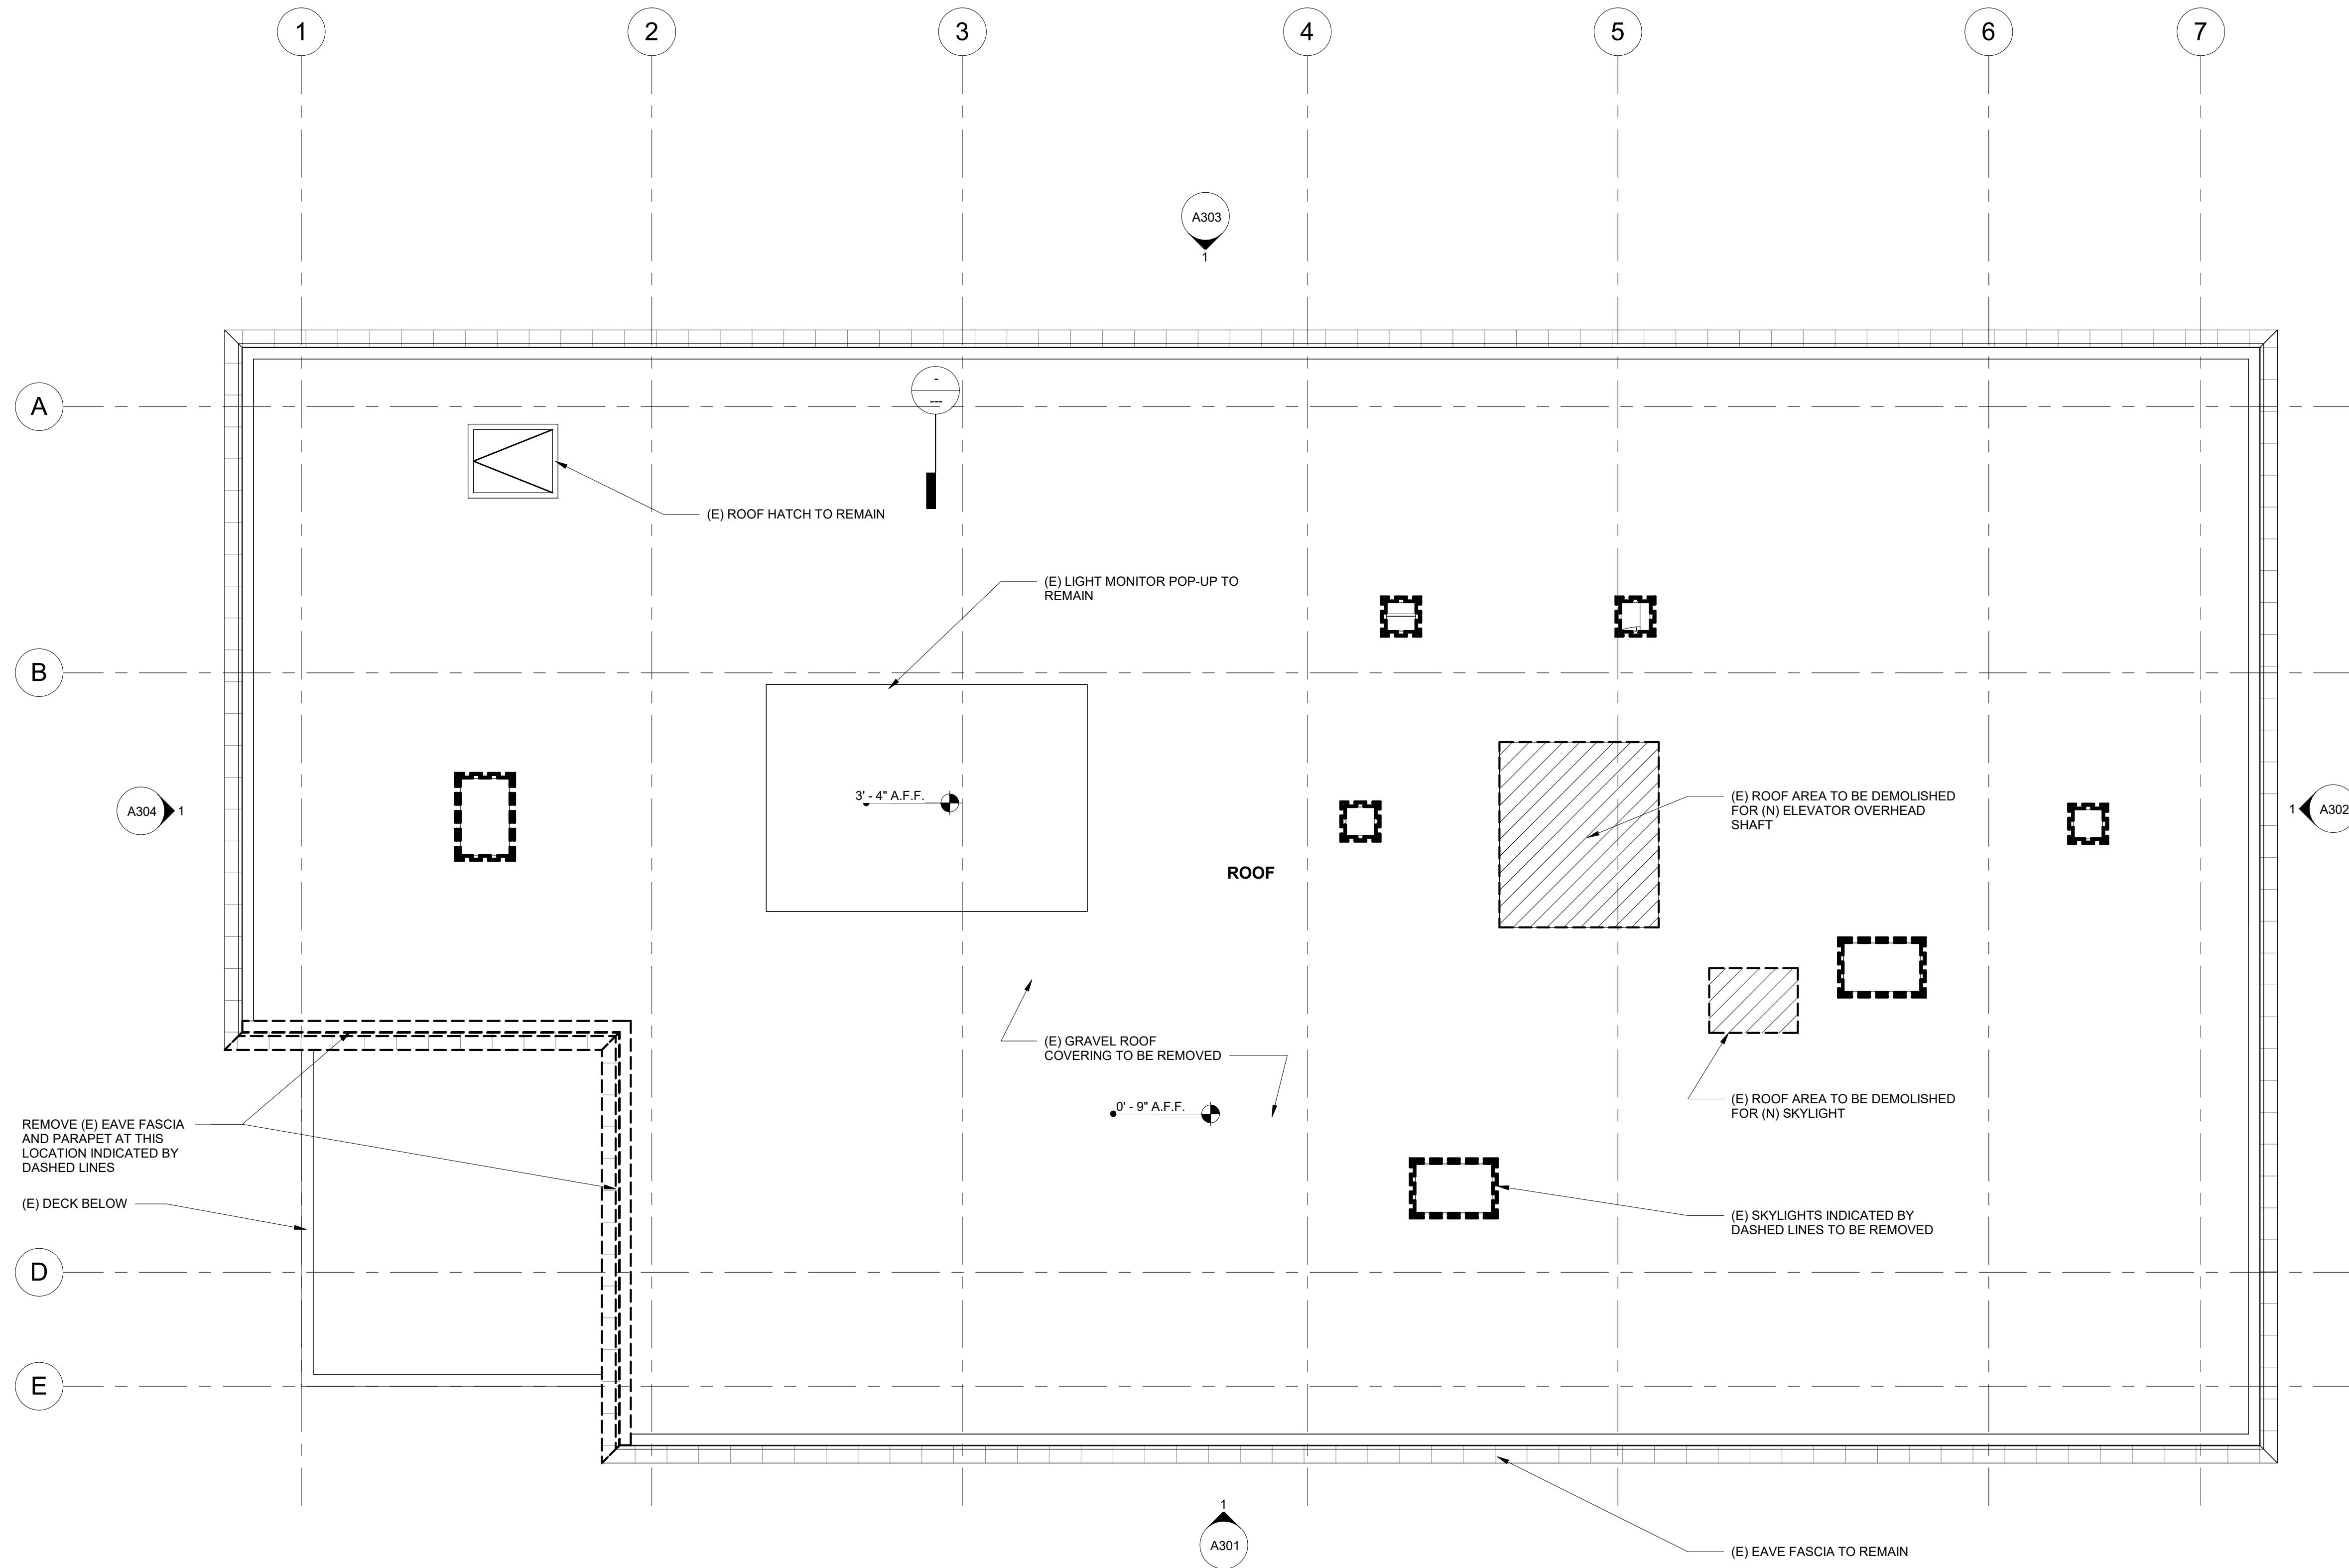 1
2
3
4
5
6
7
A303
1
A
-
---
(E) ROOF HATCH TO REMAIN
(E) LIGHT MONITOR POP-UP TO
REMAIN
B
3' - 4" A.F.F.
A304
1
(E) ROOF AREA TO BE DEMOLISHED
FOR (N) ELEVATOR OVERHEAD
SHAFT
1
A302
ROOF
(E) GRAVEL ROOF
COVERING TO BE REMOVED
0' - 9" A.F.F.
(E) ROOF AREA TO BE DEMOLISHED
FOR (N) SKYLIGHT
REMOVE (E) EAVE FASCIA
AND PARAPET AT THIS
LOCATION INDICATED BY
DASHED LINES
(E) DECK BELOW
(E) SKYLIGHTS INDICATED BY
DASHED LINES TO BE REMOVED
D
E
1
A301
(E) EAVE FASCIA TO REMAIN